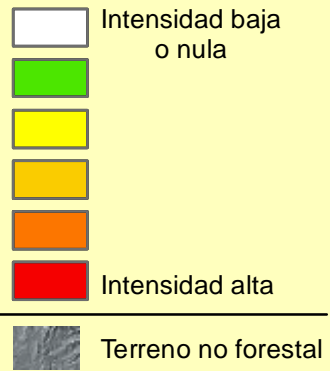 Intensidad baja
o nula
Intensidad alta
Terreno no forestal